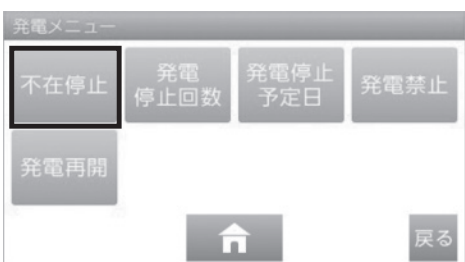 発電メニュー
不在停止
発電
停止回数
発電停止
予定日
発電禁止
発電再開
戻る